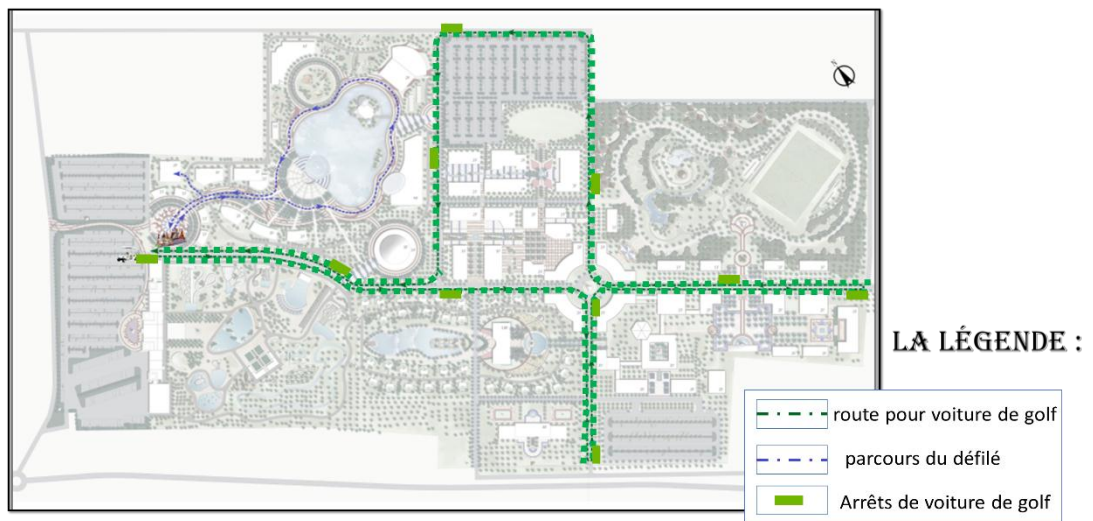 LA LÉGENDE :
route pour voiture de golf
parcours du défilé
Arrêts de voiture de golf